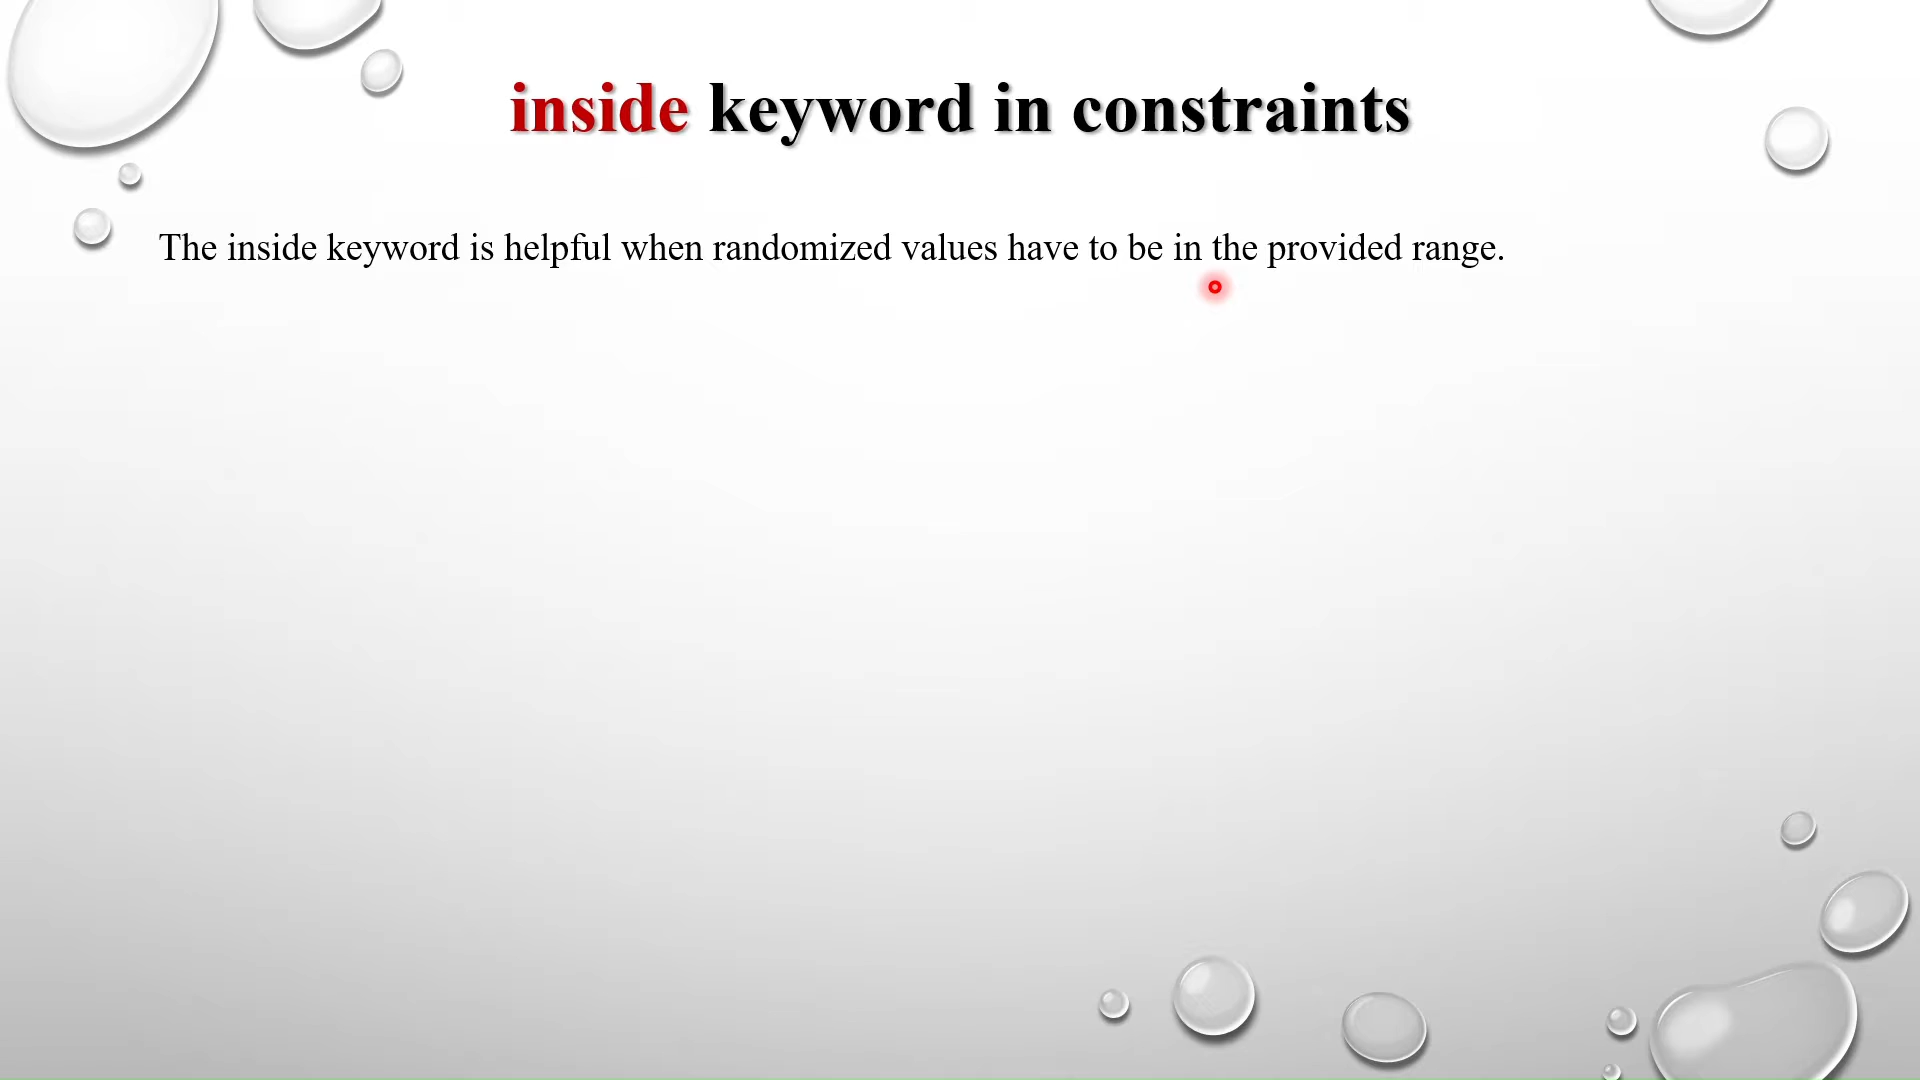 inside keyword in constraints
The inside keyword is helpful when randomized values have to be in the provided range.